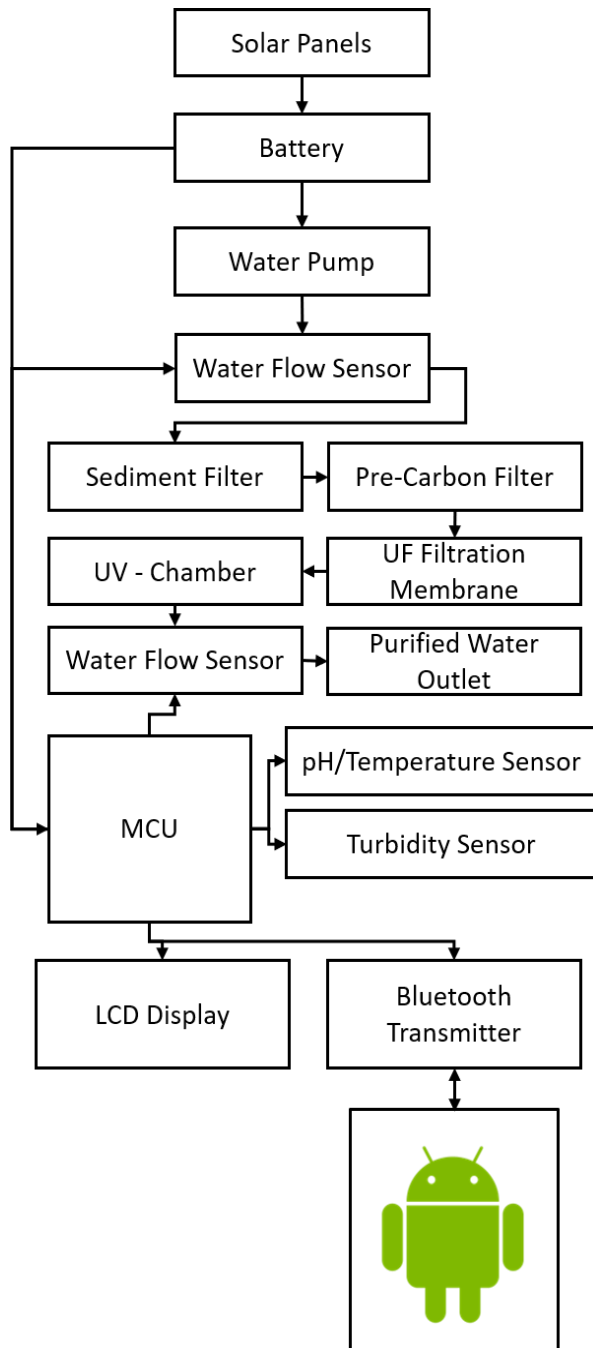 Solar Panels
Battery
Water Pump
Water Flow Sensor
Sediment Filter
Pre-Carbon Filter
UV - Chamber
UF Filtration
Membrane
Water Flow Sensor
Purified Water
Outlet
pH/Temperature Sensor
MCU
Turbidity Sensor
LCD Display
Bluetooth
Transmitter